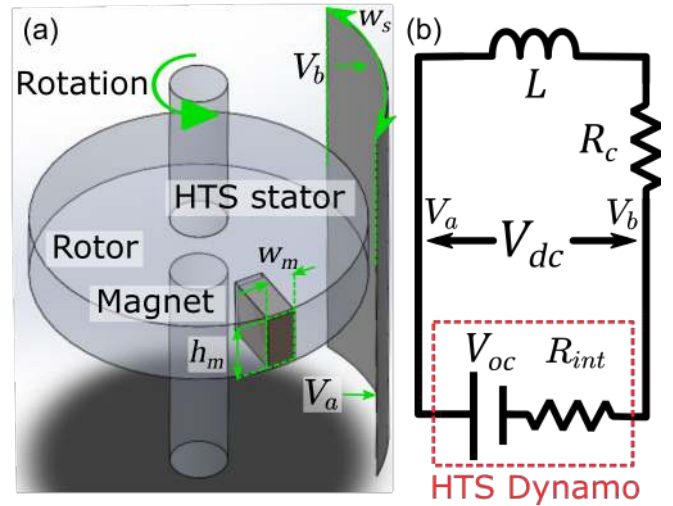 (a)
w_s
V_b
Rotation
HTS stator
Rotor
w_m
Magnet
h_m
V_a
(b)
L
R_c
V_a
V_b
V_dc
V_oc
R_int
HTS Dynamo